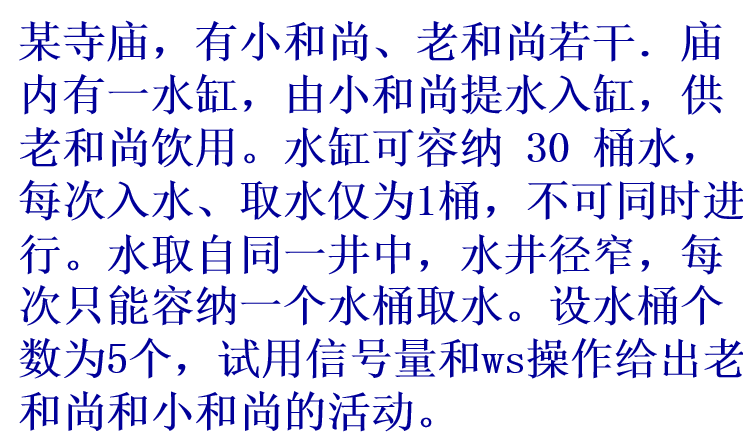 某寺庙，有小和尚、老和尚若干．庙
内有一水缸，由小和尚提水入缸，供
老和尚饮用。水缸可容纳 30 桶水，
每次入水、取水仅为1桶，不可同时进
行。水取自同一井中，水井径窄，每
次只能容纳一个水桶取水。设水桶个
数为5个，试用信号量和ws操作给出老
和尚和小和尚的活动。